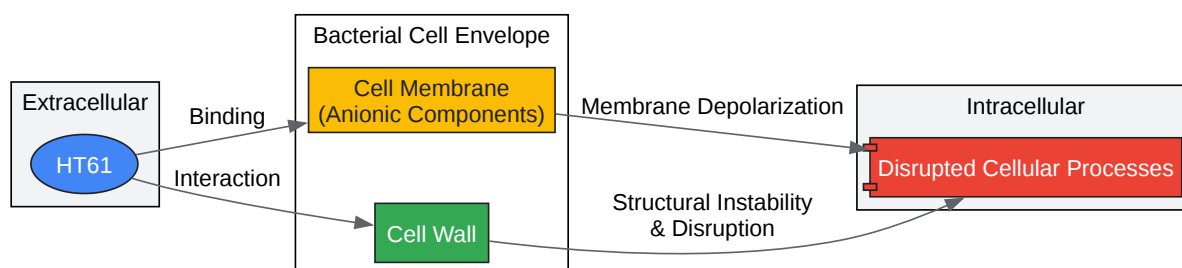 Extracellular
HT61
Binding
Interaction
Bacterial Cell Envelope
Cell Membrane
(Anionic Components)
Cell Wall
Membrane Depolarization
Structural Instability
& Disruption
Intracellular
Disrupted Cellular Processes